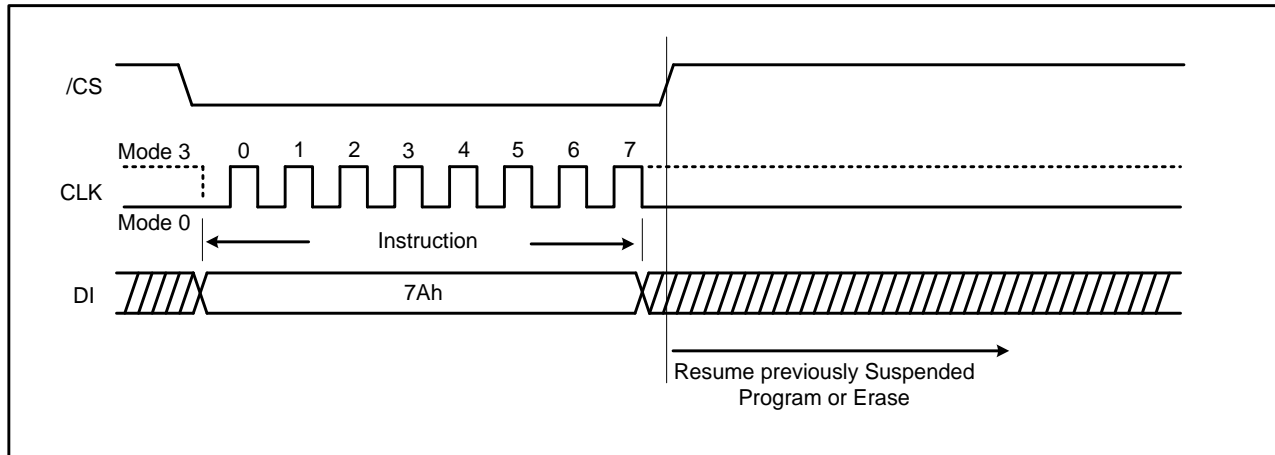 /CS
Mode 3
0 1 2 3 4 5 6 7
CLK
Mode 0
Instruction
DI
7Ah
Resume previously Suspended
Program or Erase